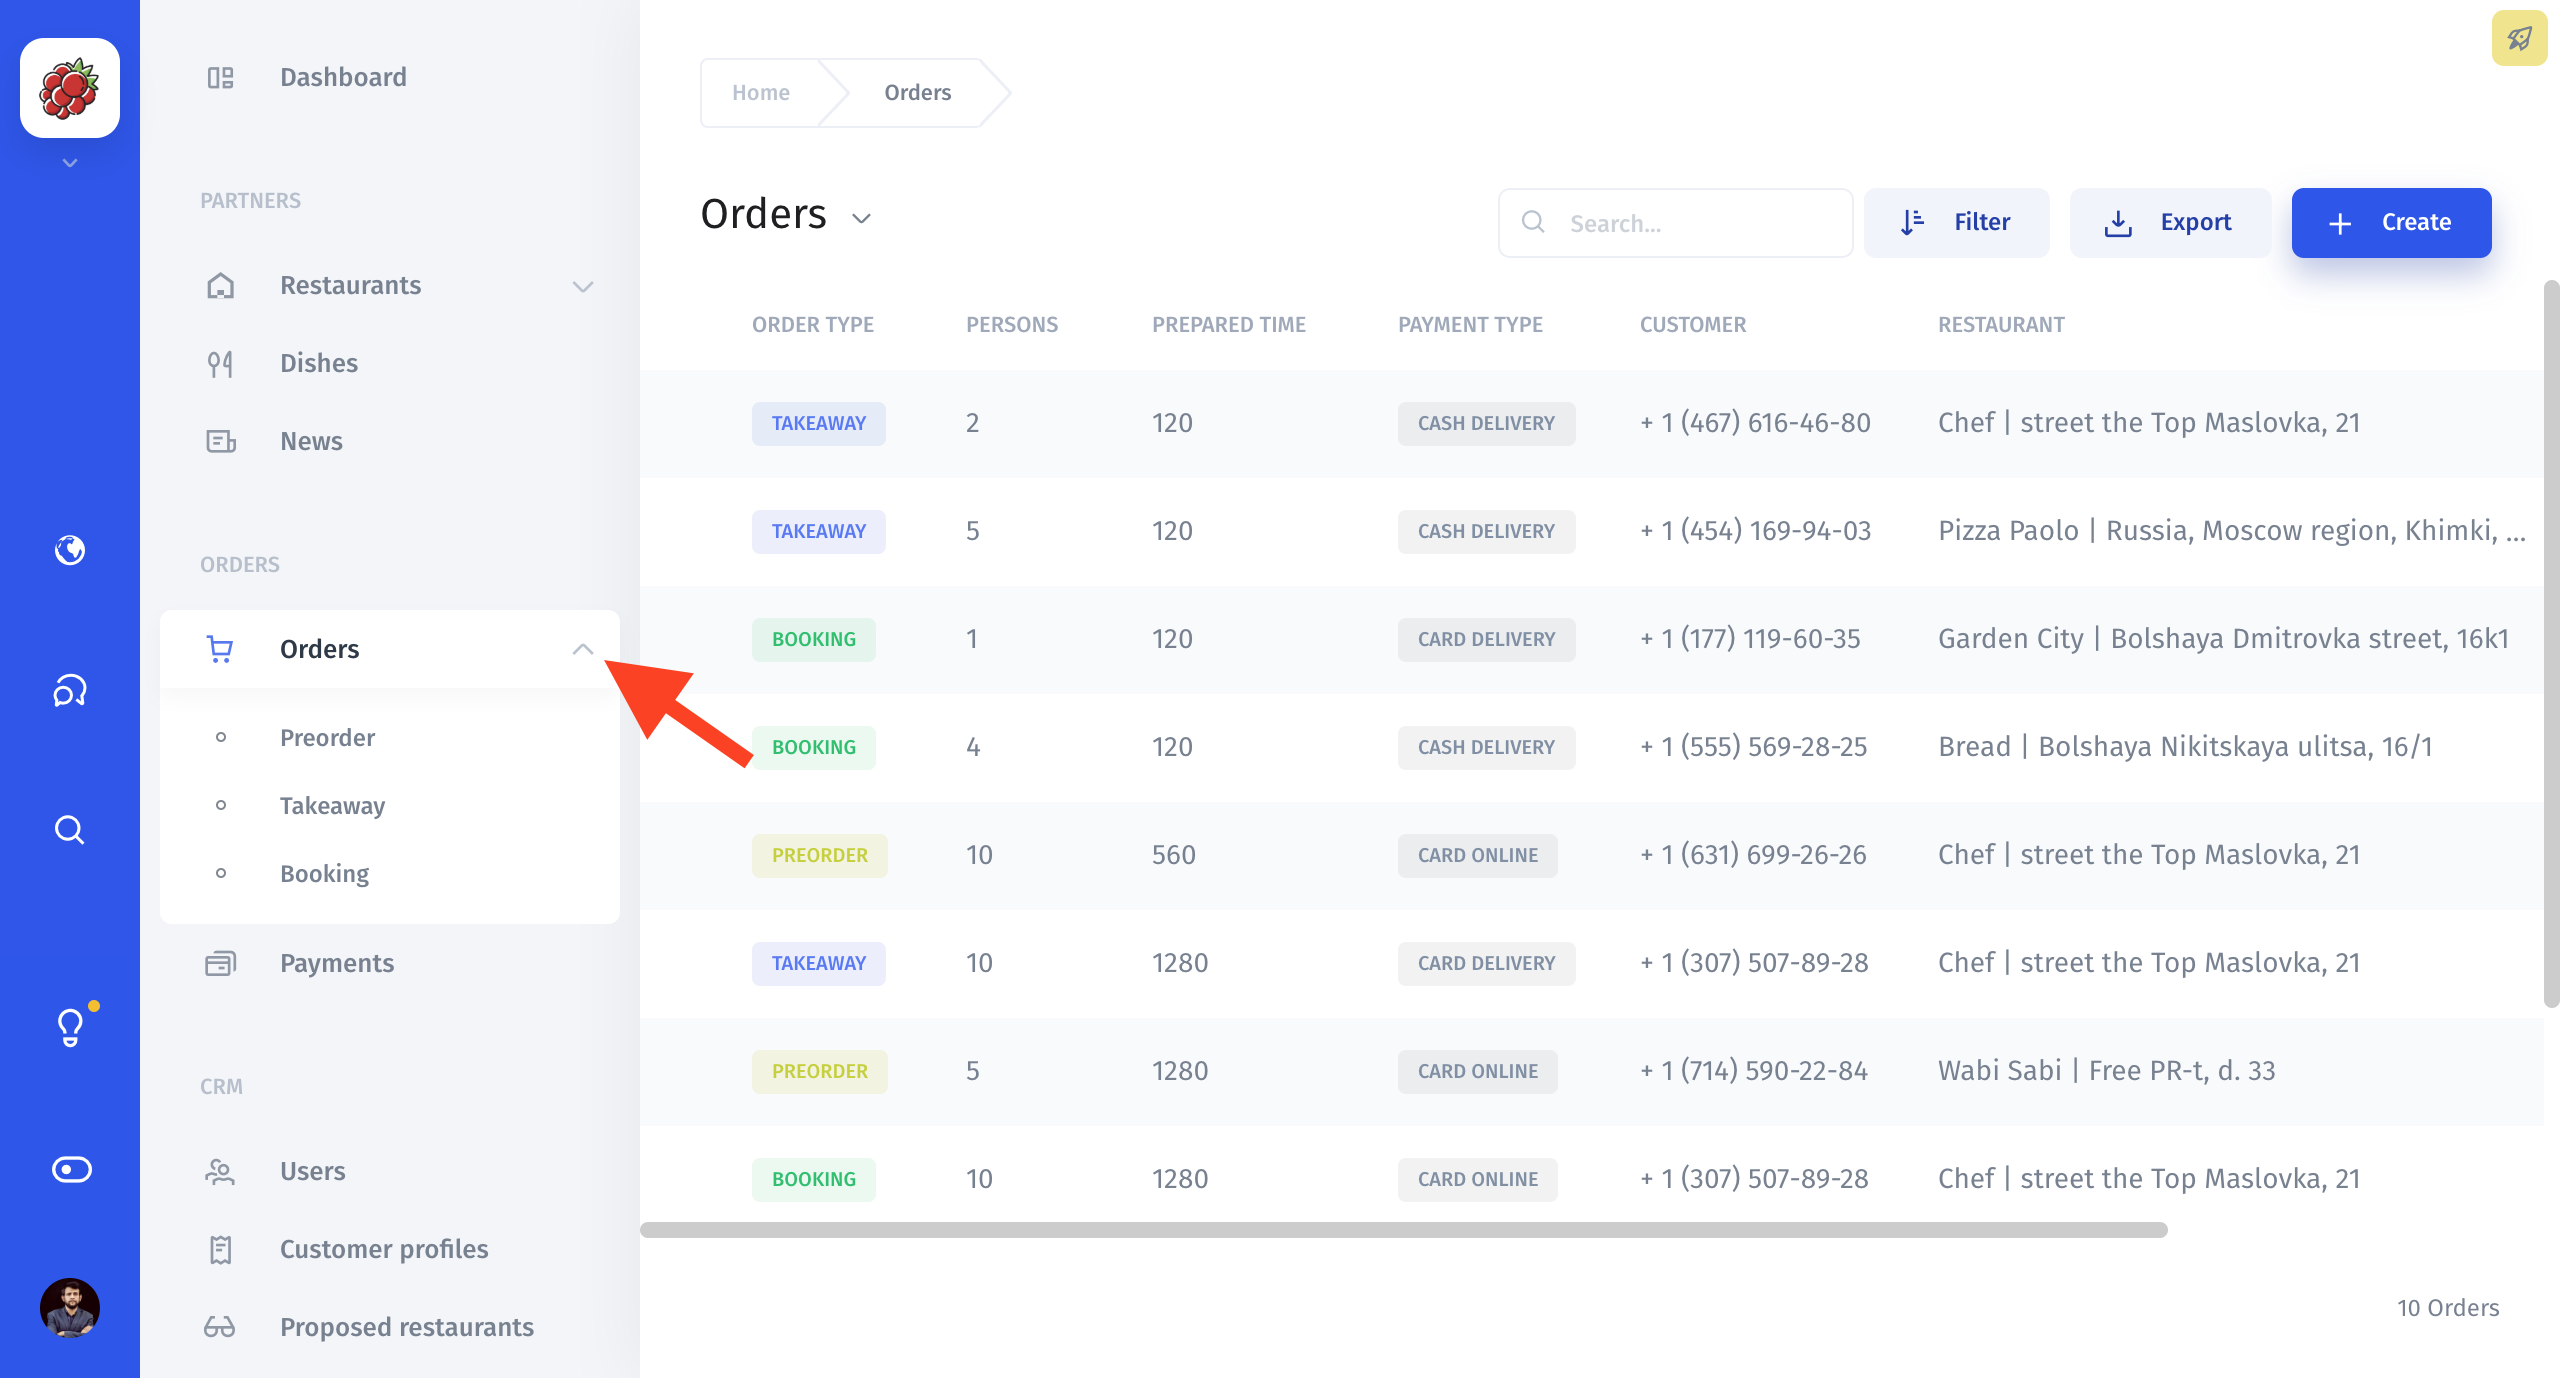 Dashboard
PARTNERS
Restaurants
Dishes
News
ORDERS
Orders
Preorder
Takeaway
Booking
Payments
CRM
Users
Customer profiles
Proposed restaurants
Home Orders
Orders
Search... Filter Export Create
ORDER TYPE PERSONS PREPARED TIME PAYMENT TYPE CUSTOMER RESTAURANT
TAKEAWAY 2 120 CASH DELIVERY + 1 (467) 616-46-80 Chef | street the Top Maslovka, 21
TAKEAWAY 5 120 CASH DELIVERY + 1 (454) 169-94-03 Pizza Paolo | Russia, Moscow region, Khimki, ...
BOOKING 1 120 CARD DELIVERY + 1 (177) 119-60-35 Garden City | Bolshaya Dmitrovka street, 16k1
BOOKING 4 120 CASH DELIVERY + 1 (555) 569-28-25 Bread | Bolshaya Nikitskaya ulitsa, 16/1
PREORDER 10 560 CARD ONLINE + 1 (631) 699-26-26 Chef | street the Top Maslovka, 21
TAKEAWAY 10 1280 CARD DELIVERY + 1 (307) 507-89-28 Chef | street the Top Maslovka, 21
PREORDER 5 1280 CARD ONLINE + 1 (714) 590-22-84 Wabi Sabi | Free PR-t, d. 33
BOOKING 10 1280 CARD ONLINE + 1 (307) 507-89-28 Chef | street the Top Maslovka, 21
10 Orders